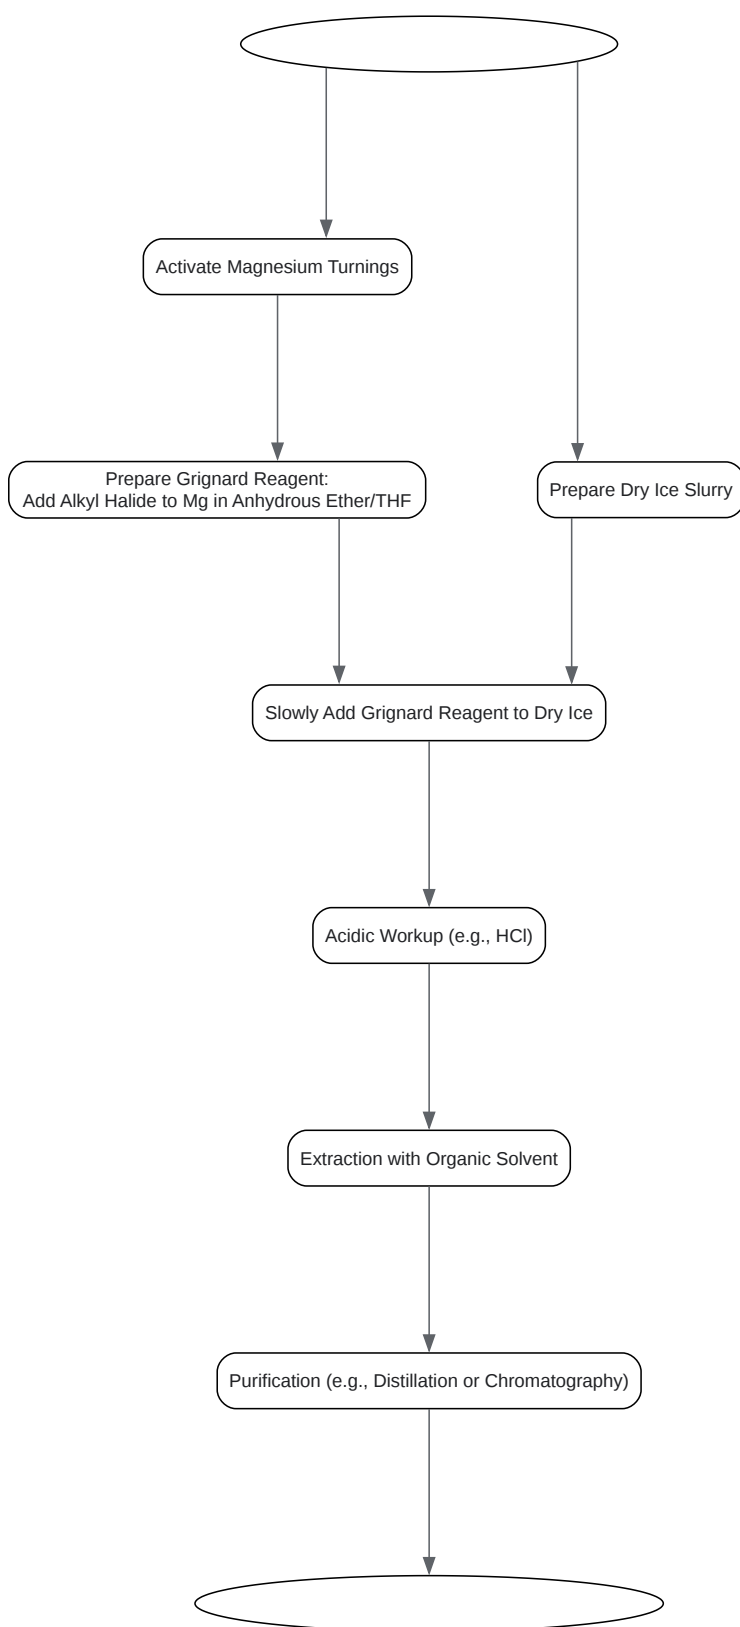 Activate Magnesium Turnings
Prepare Grignard Reagent:
Add Alkyl Halide to Mg in Anhydrous Ether/THF
Prepare Dry Ice Slurry
Slowly Add Grignard Reagent to Dry Ice
Acidic Workup (e.g., HCl)
Extraction with Organic Solvent
Purification (e.g., Distillation or Chromatography)